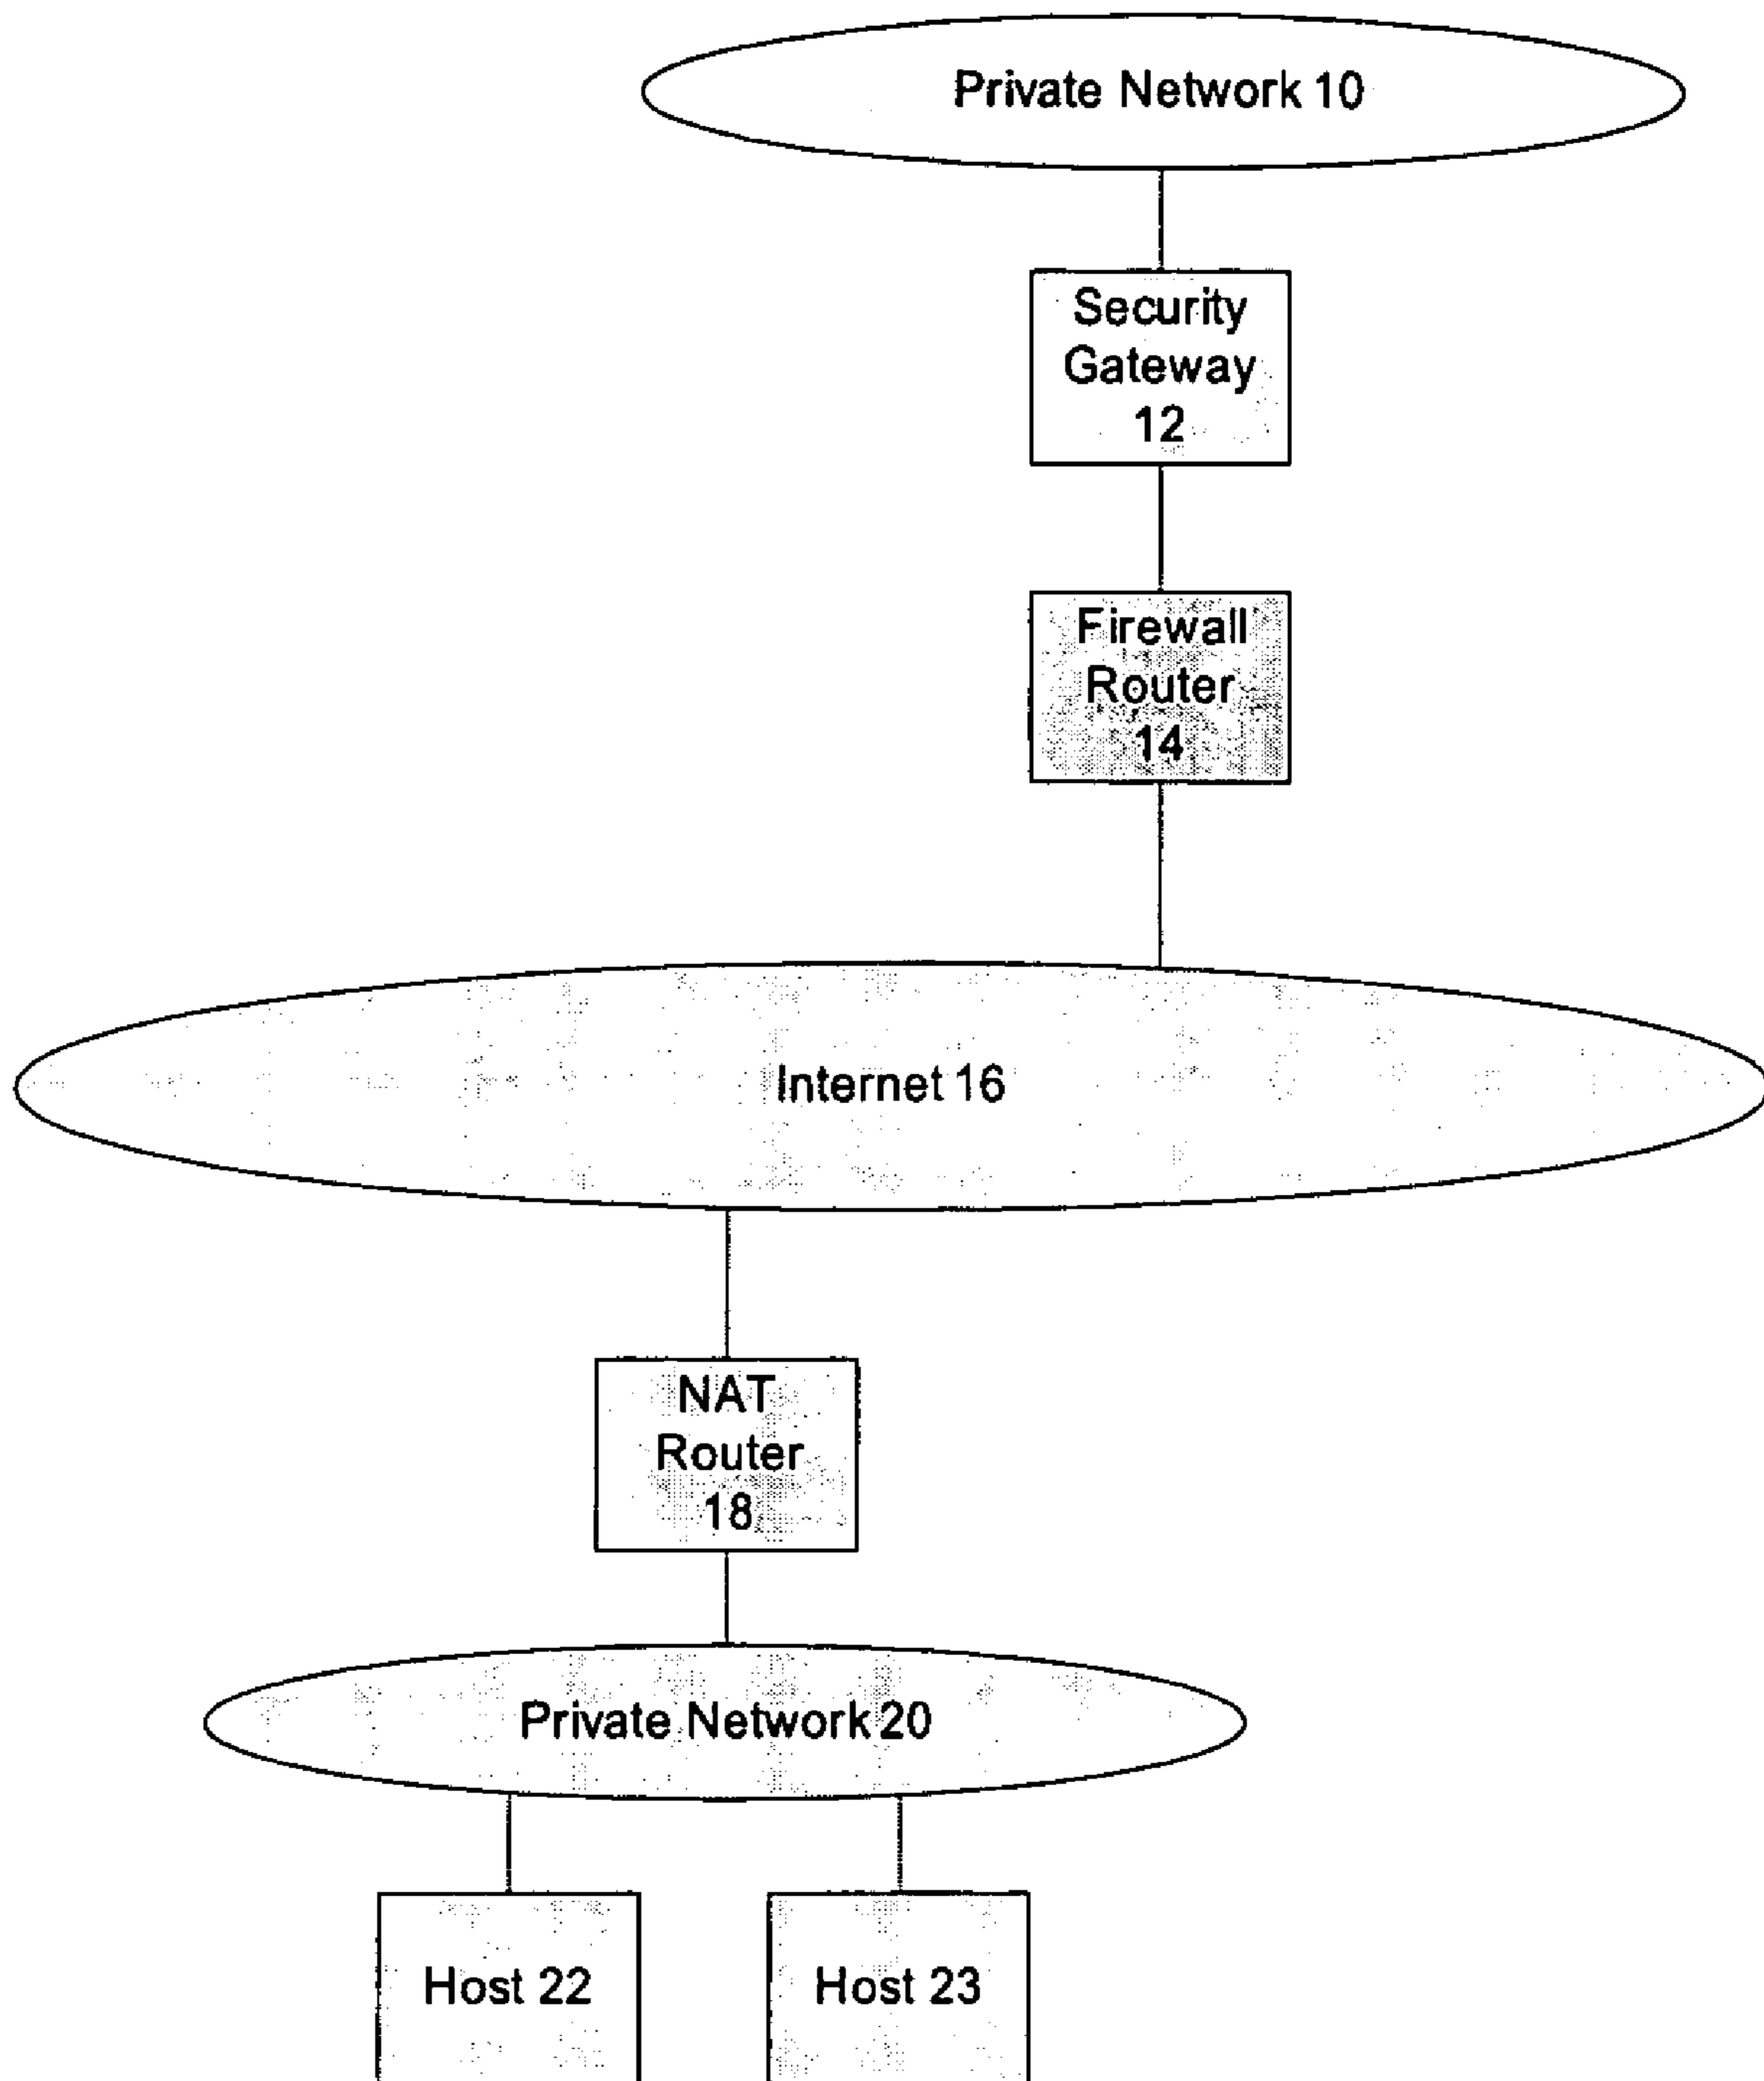 Private Network 10
Security
Gateway
12
Firewall
Router
14
Internet 16
NAT
Router
18
Private Network 20
Host 22
Host 23